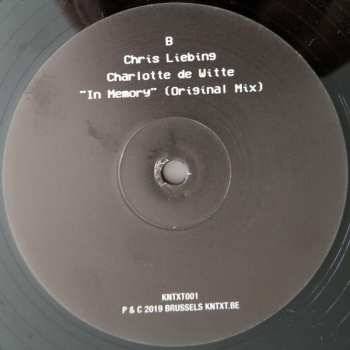 B
Chris Liebing
Charlotte de Witte
"In Memory" (Original Mix)
KNTXT001
P & C 2019 BRUSSELS KNTXT.BE